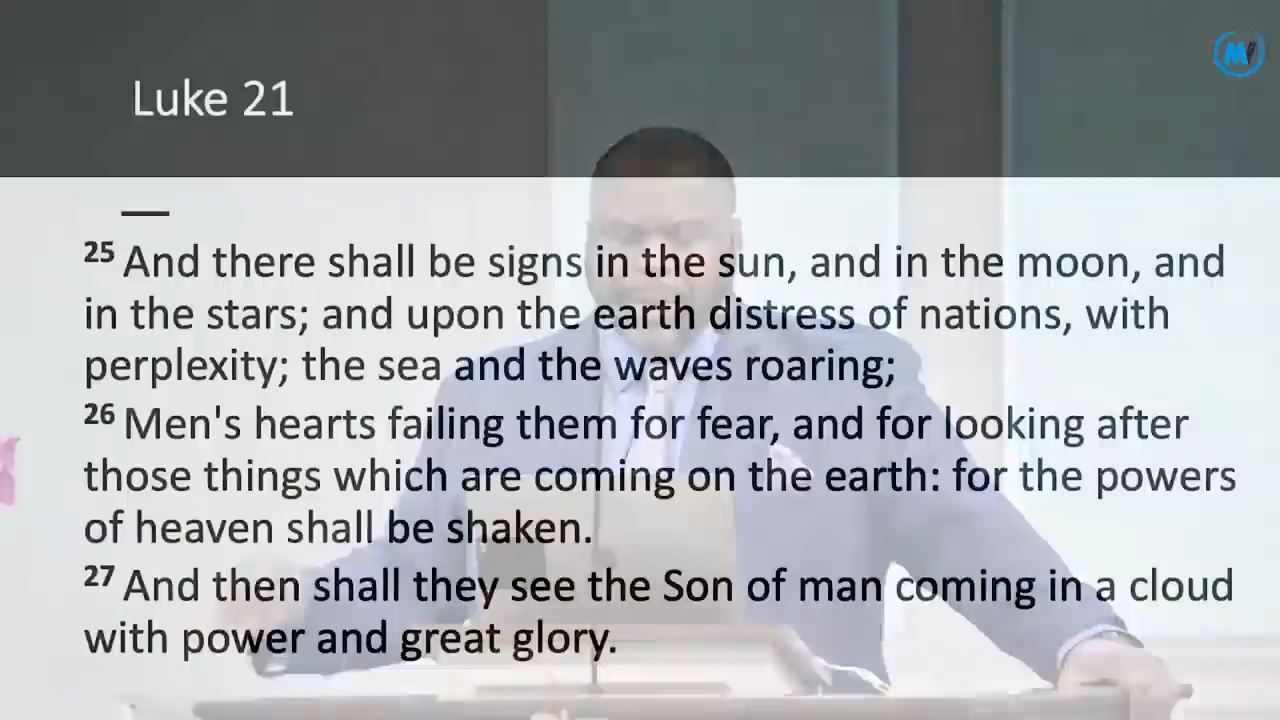 Luke 21
M
25 And there shall be signs in the sun, and in the moon, and
in the stars; and upon the earth distress of nations, with
perplexity; the sea and the waves roaring;
26 Men's hearts failing them for fear, and for looking after
those things which are coming on the earth: for the powers
of heaven shall be shaken.
27 And then shall they see the Son of man coming in a cloud
with power and great glory.